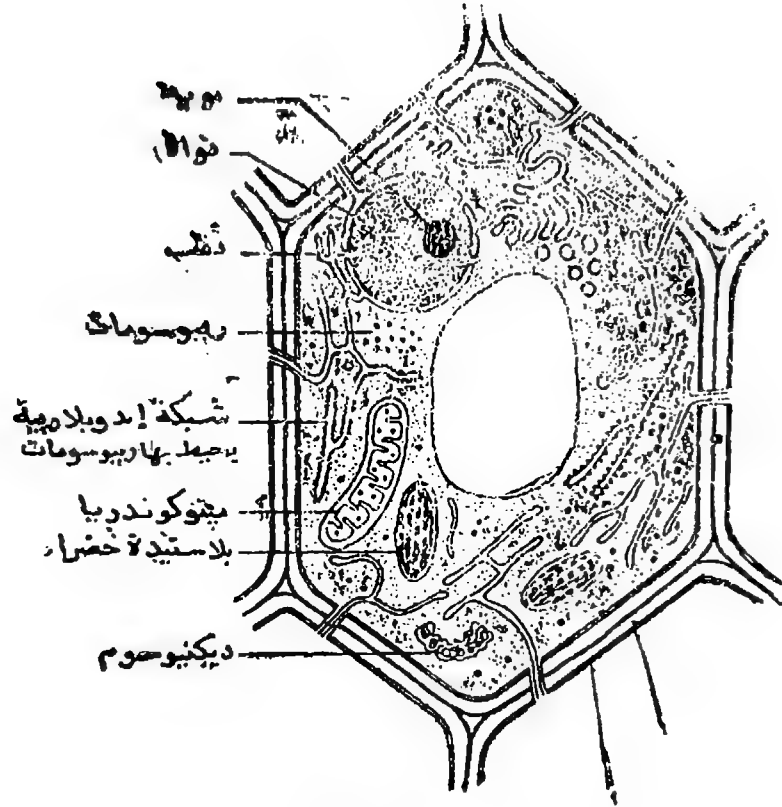 نواة
ريبوسومات
شبكة إندوبلازمية
يحيط بها ريبوسومات
ميتوكوندريا
بلاستيدة خضراء
ديكتيوسوم